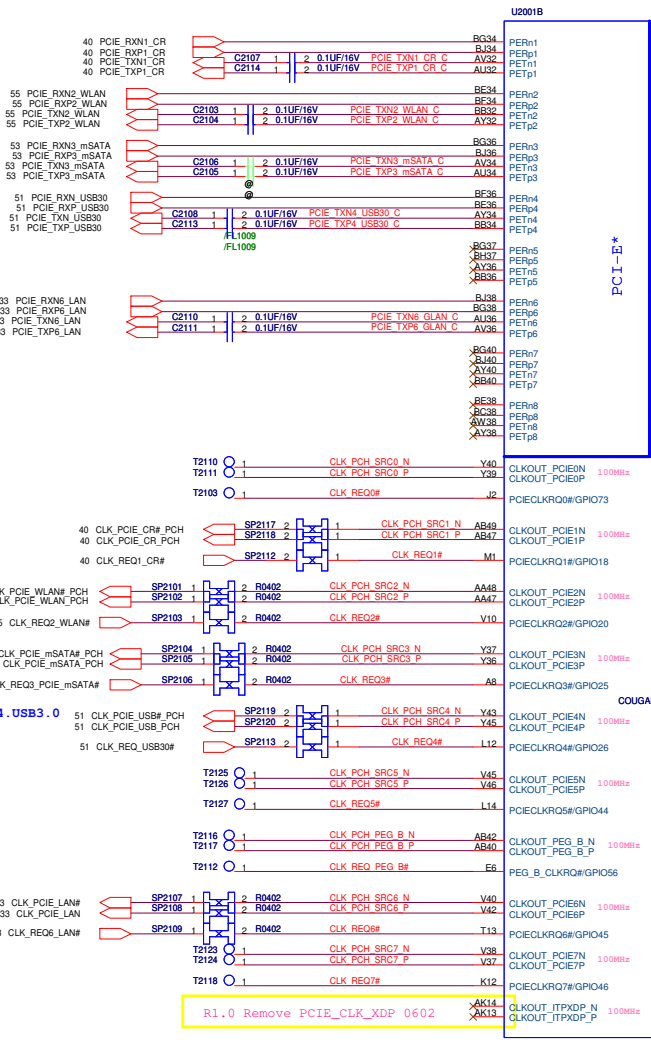 U2001B
40 PCIE_RXN1_CR BG34 PERn1
40 PCIE_RXP1_CR BJ34 PERp1
40 PCIE_TXN1_CR C2107 1 2 0.1UF/16V PCIE_TXN1_CR_C AV32 PETn1
40 PCIE_TXP1_CR C2114 1 2 0.1UF/16V PCIE_TXP1_CR_C AU32 PETp1
55 PCIE_RXN2_WLAN BE34 PERn2
55 PCIE_RXP2_WLAN BF34 PERp2
55 PCIE_TXN2_WLAN C2103 1 2 0.1UF/16V PCIE_TXN2_WLAN_C BB32 PETn2
55 PCIE_TXP2_WLAN C2104 1 2 0.1UF/16V PCIE_TXP2_WLAN_C AY32 PETp2
53 PCIE_RXN3_mSATA BG36 PERn3
53 PCIE_RXP3_mSATA BJ36 PERp3
53 PCIE_TXN3_mSATA C2106 1 2 0.1UF/16V PCIE_TXN3_mSATA_C AV34 PETn3
53 PCIE_TXP3_mSATA C2105 1 2 0.1UF/16V PCIE_TXP3_mSATA_C AU34 PETp3
@
@
51 PCIE_RXN_USB30 BF36 PERn4
51 PCIE_RXP_USB30 BE36 PERp4
51 PCIE_TXN_USB30 C2108 1 2 0.1UF/16V PCIE_TXN4_USB30_C AY34 PETn4
51 PCIE_TXP_USB30 C2113 1 2 0.1UF/16V PCIE_TXP4_USB30_C BB34 PETp4
/FL1009
/FL1009
BG37 PERn5
BH37 PERp5
AY36 PETn5
BB36 PETp5
PCI-E*
33 PCIE_RXN6_LAN BJ38 PERn6
33 PCIE_RXP6_LAN BG38 PERp6
3 PCIE_TXN6_LAN C2110 1 2 0.1UF/16V PCIE_TXN6_GLAN_C AU36 PETn6
3 PCIE_TXP6_LAN C2111 1 2 0.1UF/16V PCIE_TXP6_GLAN_C AV36 PETp6
BG40 PERn7
BJ40 PERp7
AY40 PETn7
BB40 PETp7
BE38 PERn8
BC38 PERp8
AW38 PETn8
AY38 PETp8
T2110 1 CLK_PCH_SRC0_N Y40 CLKOUT_PCIE0N 100MHz
T2111 1 CLK_PCH_SRC0_P Y39 CLKOUT_PCIE0P
T2103 1 CLK_REQ0# J2 PCIECLKRQ0#/GPIO73
40 CLK_PCIE_CR#_PCH SP2117 2 1 CLK_PCH_SRC1_N AB49 CLKOUT_PCIE1N 100MHz
40 CLK_PCIE_CR_PCH SP2118 2 1 CLK_PCH_SRC1_P AB47 CLKOUT_PCIE1P
40 CLK_REQ1_CR# SP2112 2 1 CLK_REQ1# M1 PCIECLKRQ1#/GPIO18
K_PCIE_WLAN#_PCH SP2101 1 2 R0402 CLK_PCH_SRC2_N AA48 CLKOUT_PCIE2N 100MHz
LK_PCIE_WLAN_PCH SP2102 1 2 R0402 CLK_PCH_SRC2_P AA47 CLKOUT_PCIE2P
5 CLK_REQ2_WLAN# SP2103 1 2 R0402 CLK_REQ2# V10 PCIECLKRQ2#/GPIO20
CLK_PCIE_mSATA#_PCH SP2104 1 2 R0402 CLK_PCH_SRC3_N Y37 CLKOUT_PCIE3N 100MHz
CLK_PCIE_mSATA_PCH SP2105 1 2 R0402 CLK_PCH_SRC3_P Y36 CLKOUT_PCIE3P
K_REQ3_PCIE_mSATA# SP2106 1 2 R0402 CLK_REQ3# A8 PCIECLKRQ3#/GPIO25
COUGA
4.USB3.0 51 CLK_PCIE_USB#_PCH SP2119 2 1 CLK_PCH_SRC4_N Y43 CLKOUT_PCIE4N 100MHz
51 CLK_PCIE_USB_PCH SP2120 2 1 CLK_PCH_SRC4_P Y45 CLKOUT_PCIE4P
51 CLK_REQ_USB30# SP2113 2 1 CLK_REQ4# L12 PCIECLKRQ4#/GPIO26
T2125 1 CLK_PCH_SRC5_N V45 CLKOUT_PCIE5N 100MHz
T2126 1 CLK_PCH_SRC5_P V46 CLKOUT_PCIE5P
T2127 1 CLK_REQ5# L14 PCIECLKRQ5#/GPIO44
T2116 1 CLK_PCH_PEG_B_N AB42 CLKOUT_PEG_B_N 100MHz
T2117 1 CLK_PCH_PEG_B_P AB40 CLKOUT_PEG_B_P
T2112 1 CLK_REQ_PEG_B# E6 PEG_B_CLKRQ#/GPIO56
3 CLK_PCIE_LAN# SP2107 1 2 R0402 CLK_PCH_SRC6_N V40 CLKOUT_PCIE6N 100MHz
33 CLK_PCIE_LAN SP2108 1 2 R0402 CLK_PCH_SRC6_P V42 CLKOUT_PCIE6P
CLK_REQ6_LAN# SP2109 1 2 R0402 CLK_REQ6# T13 PCIECLKRQ6#/GPIO45
T2123 1 CLK_PCH_SRC7_N V38 CLKOUT_PCIE7N 100MHz
T2124 1 CLK_PCH_SRC7_P V37 CLKOUT_PCIE7P
T2118 1 CLK_REQ7# K12 PCIECLKRQ7#/GPIO46
AK14 CLKOUT_ITPXDP_N 100MHz
R1.0 Remove PCIE_CLK_XDP 0602 AK13 CLKOUT_ITPXDP_P